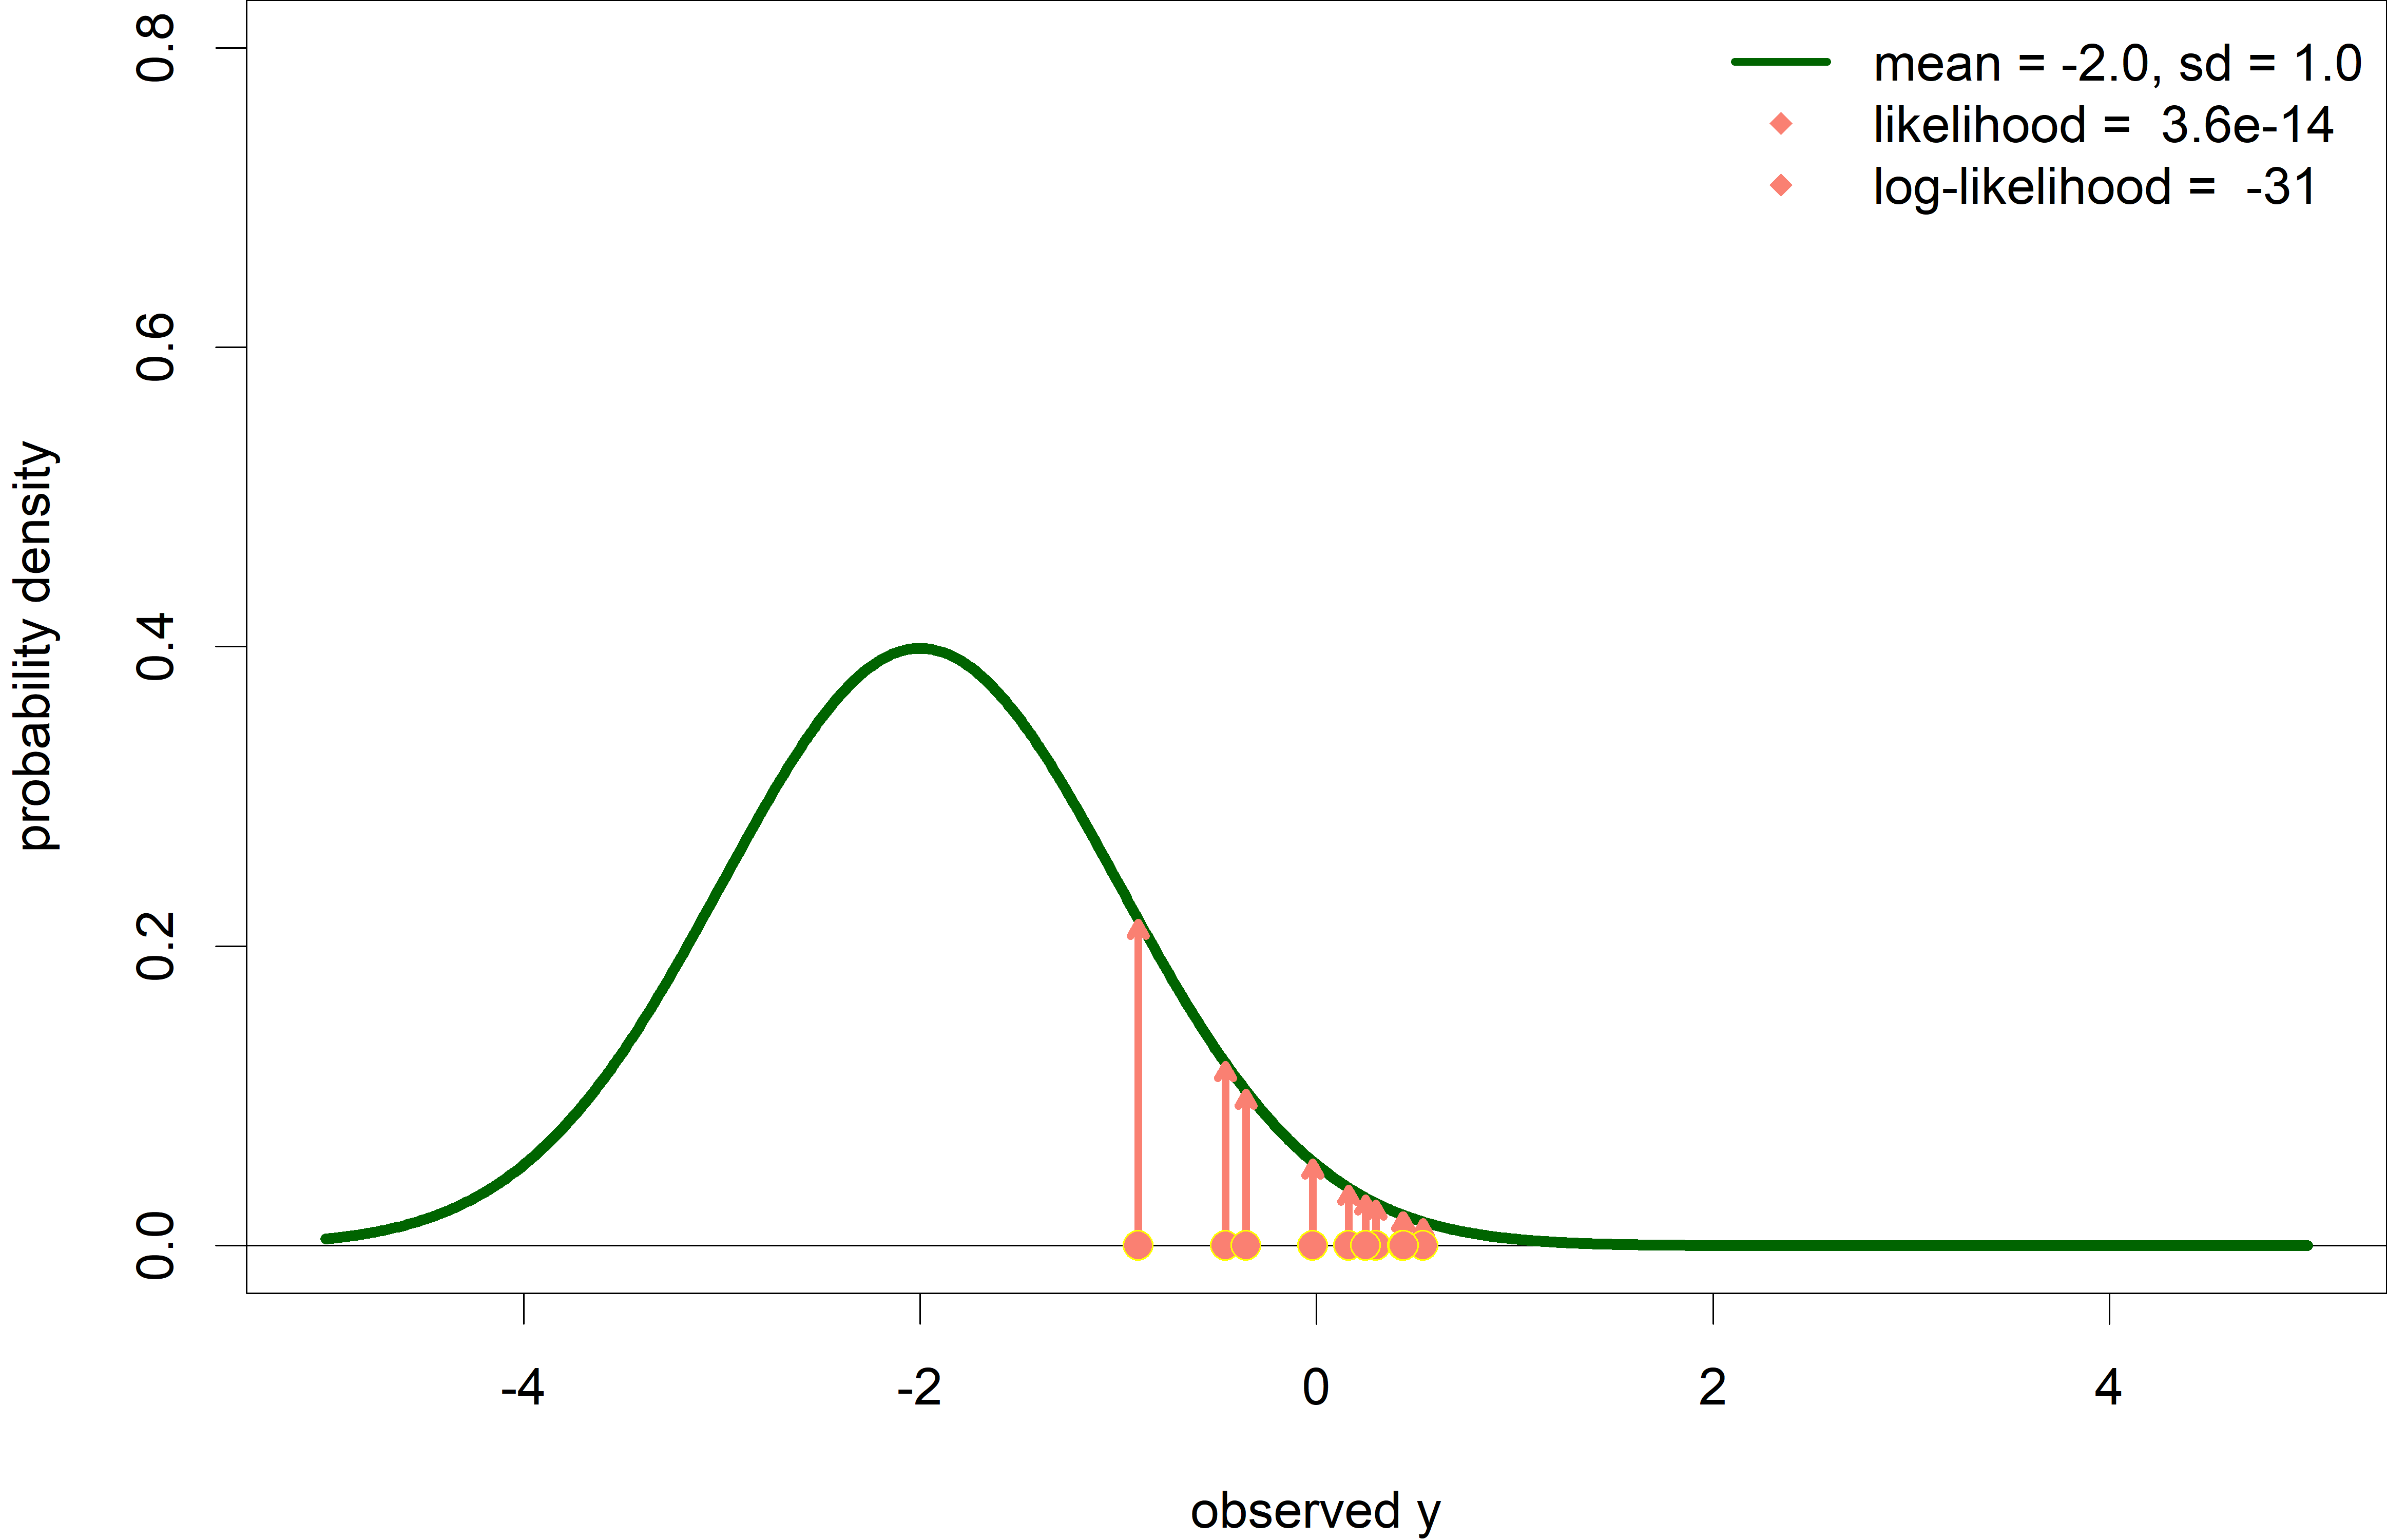 mean = -2.0, sd = 1.0
likelihood =  3.6e-14
log-likelihood =  -31
probability density
0.8
0.6
0.4
0.2
0.0
-4
-2
0
2
4
observed y